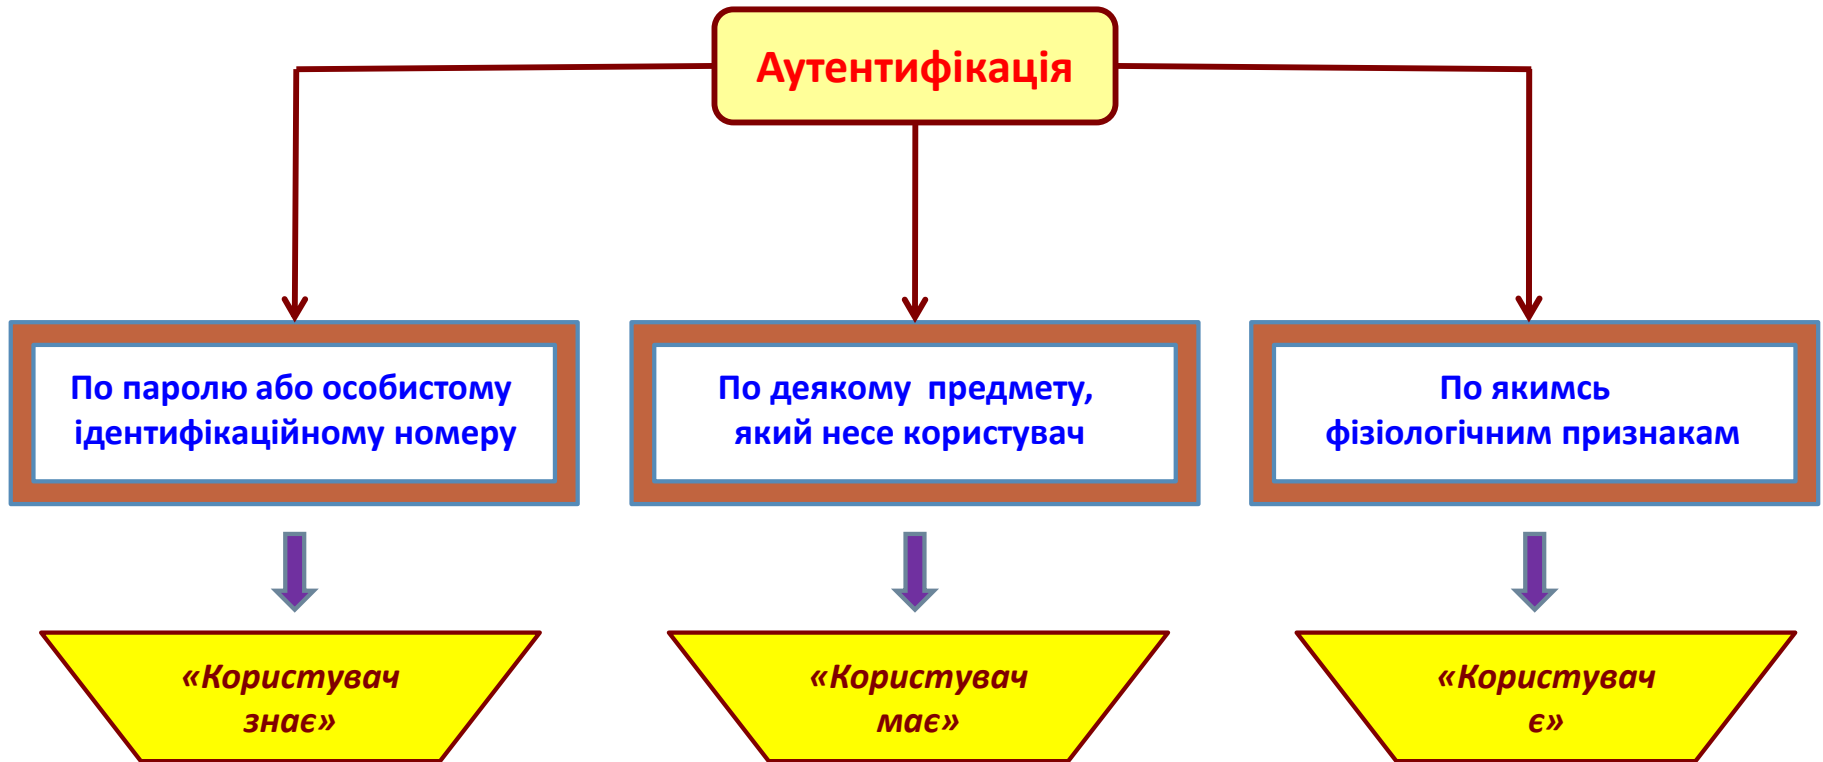 Аутентифікація
По паролю або особистому
ідентифікаційному номеру
По деякому предмету,
який несе користувач
По якимсь
фізіологічним признакам
«Користувач
знає»
«Користувач
має»
«Користувач
є»